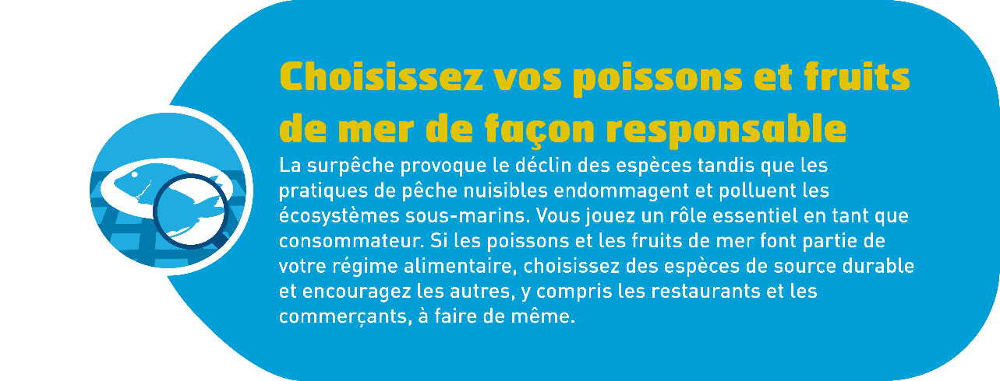 Choisissez vos poissons et fruits
de mer de façon responsable
La surpêche provoque le déclin des espèces tandis que les
pratiques de pêche nuisibles endommagent et polluent les
écosystèmes sous-marins. Vous jouez un rôle essentiel en tant que
consommateur. Si les poissons et les fruits de mer font partie de
votre régime alimentaire, choisissez des espèces de source durable
et encouragez les autres, y compris les restaurants et les
commerçants, à faire de même.